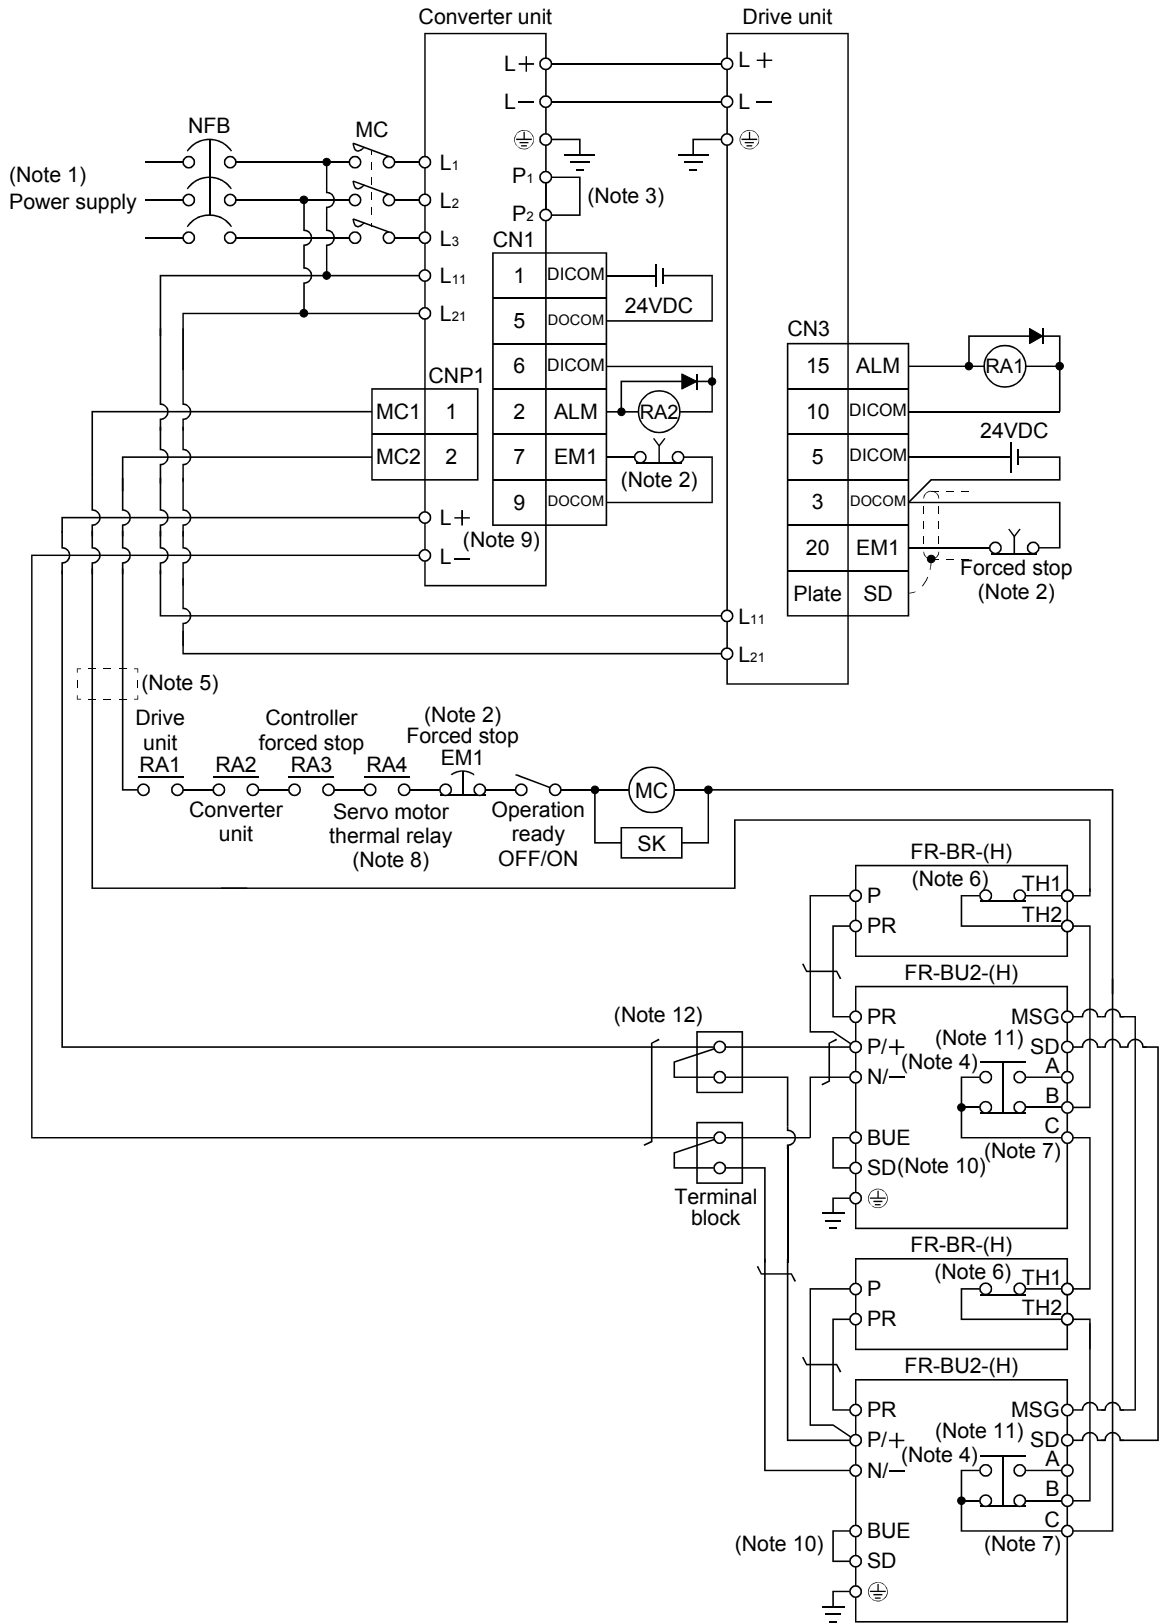 Converter unit
Drive unit
L+
L+
L−
L−
NFB
MC
(Note 1)
Power supply
L1
P1
(Note 3)
L2
P2
L3
CN1
L11
1 DICOM
24VDC
L21
5 DOCOM
CN3
6 DICOM
15 ALM
RA1
CNP1
MC1 1
2 ALM
RA2
10 DICOM
24VDC
MC2 2
7 EM1
(Note 2)
5 DICOM
9 DOCOM
3 DOCOM
L+
(Note 9)
L−
20 EM1
Forced stop
(Note 2)
Plate SD
L11
L21
(Note 5)
Drive
unit
RA1
RA2
Converter
unit
Controller
forced stop
RA3
RA4
Servo motor
thermal relay
(Note 8)
(Note 2)
Forced stop
EM1
Operation
ready
OFF/ON
MC
SK
FR-BR-(H)
(Note 6)
P
TH1
PR
TH2
FR-BU2-(H)
(Note 12)
PR
MSG
P/+
(Note 11)
SD
(Note 4)
A
N/−
B
BUE
C
(Note 7)
SD
(Note 10)
Terminal
block
FR-BR-(H)
(Note 6)
P
TH1
PR
TH2
FR-BU2-(H)
PR
MSG
P/+
(Note 11)
SD
(Note 4)
A
N/−
B
BUE
C
(Note 10)
(Note 7)
SD